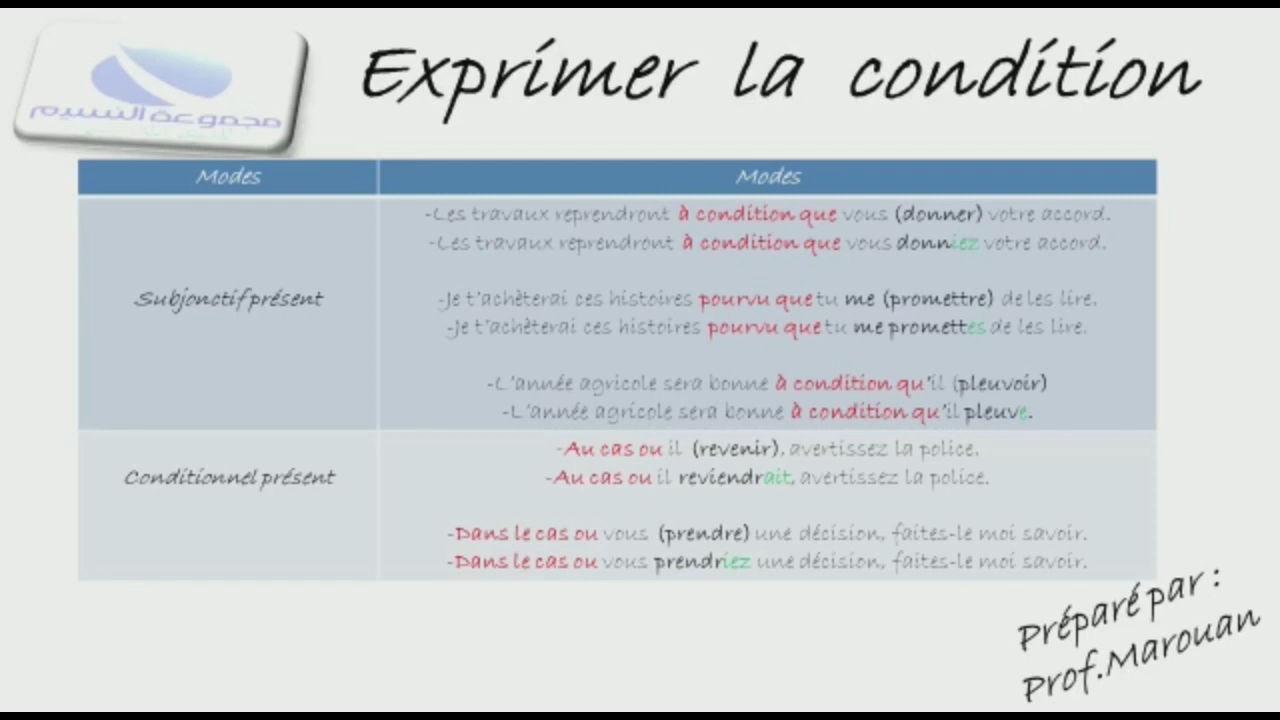 مجموعة النسيم
Exprimer la condition
Modes
Modes
Subjonctif présent
-Les travaux reprendront à condition que vous (donner) votre accord.
-Les travaux reprendront à condition que vous donniez votre accord.
-Je t'achèterai ces histoires pourvu que tu me (promettre) de les lire.
-Je t'achèterai ces histoires pourvu que tu me promettes de les lire.
-L'année agricole sera bonne à condition qu'il (pleuvoir)
-L'année agricole sera bonne à condition qu'il pleuve.
Conditionnel présent
-Au cas ou il (revenir), avertissez la police.
-Au cas ou il reviendrait, avertissez la police.
-Dans le cas ou vous (prendre) une décision, faites-le moi savoir.
-Dans le cas ou vous prendriez une décision, faites-le moi savoir.
Préparé par :
Prof.Marouan